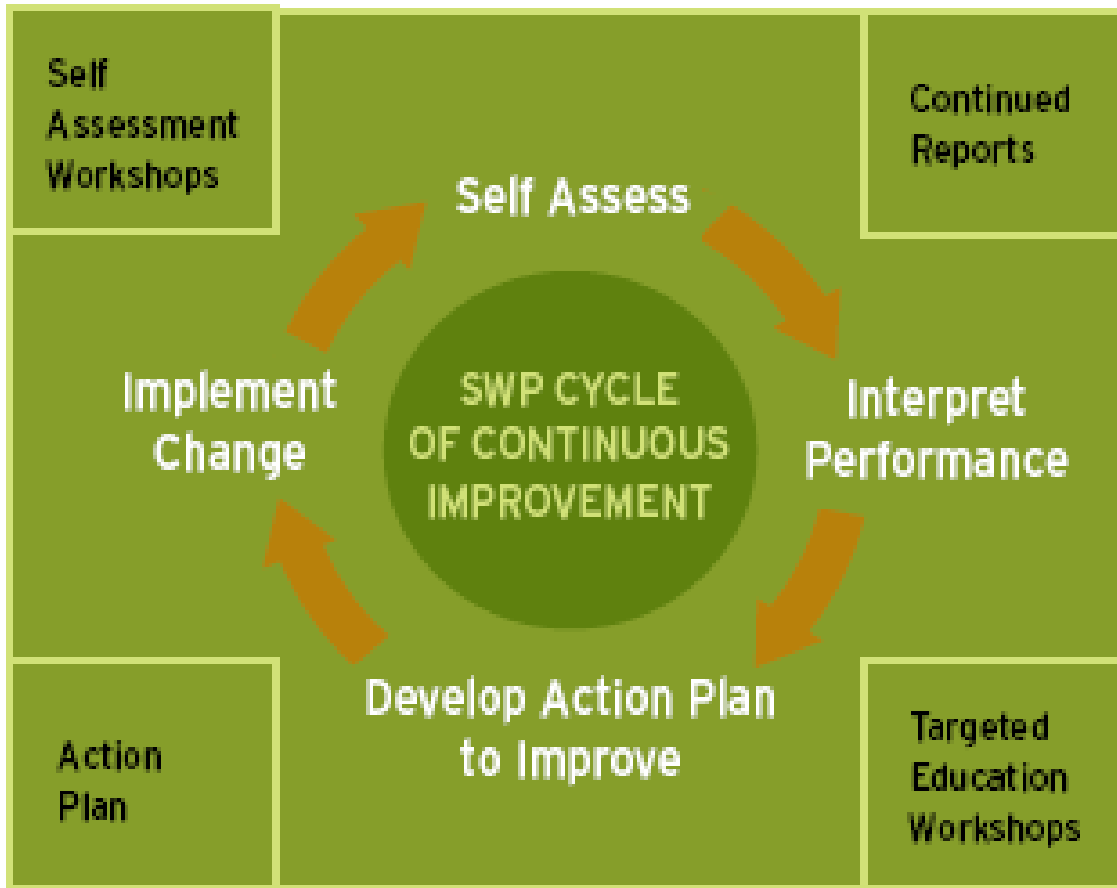 Self
Assessment
Workshops
Continued
Reports
Self Assess
Implement
Change
SWP CYCLE
OF CONTINUOUS
IMPROVEMENT
Interpret
Performance
Develop Action Plan
to Improve
Action
Plan
Targeted
Education
Workshops